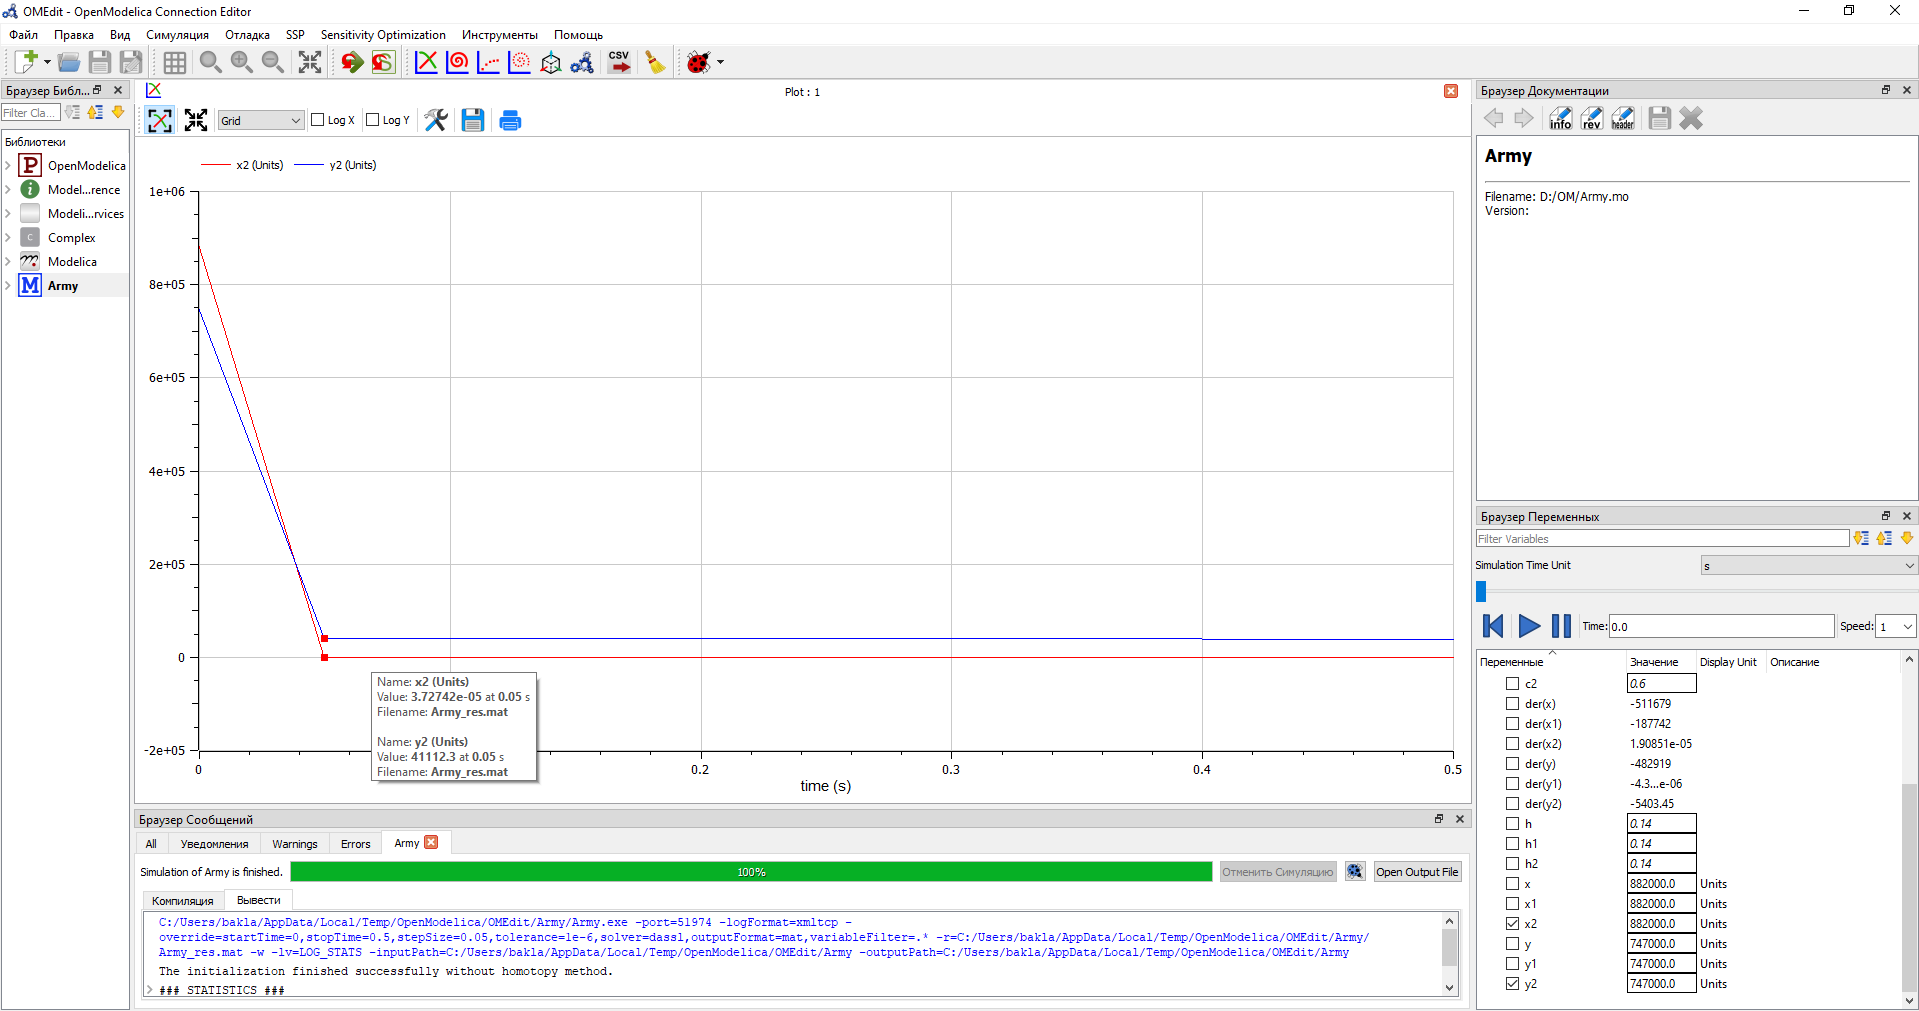 OMEdit - OpenModelica Connection Editor
Файл Правка Вид Симуляция Отладка SSP Sensitivity Optimization Инструменты Помощь
CSV
Браузер Библ...
Filter Cla...
Библиотеки
P OpenModelica
i Model...rence
Modeli...rvices
C Complex
Modelica
M Army
Plot : 1
Grid Log X Log Y
x2 (Units) y2 (Units)
1e+06
8e+05
6e+05
4e+05
2e+05
0
-2e+05
0 0.2 0.3 0.4 0.5
time (s)
Name: x2 (Units)
Value: 3.72742e-05 at 0.05 s
Filename: Army_res.mat
Name: y2 (Units)
Value: 41112.3 at 0.05 s
Filename: Army_res.mat
Браузер Сообщений
All Уведомления Warnings Errors Army
Simulation of Army is finished. 100% Отменить Симуляцию Open Output File
Компиляция Вывести
C:/Users/bakla/AppData/Local/Temp/OpenModelica/OMEdit/Army/Army.exe -port=51974 -logFormat=xmltcp -
override=startTime=0,stopTime=0.5,stepSize=0.05,tolerance=1e-6,solver=dassl,outputFormat=mat,variableFilter=.* -r=C:/Users/bakla/AppData/Local/Temp/OpenModelica/OMEdit/Army/
Army_res.mat -w -lv=LOG_STATS -inputPath=C:/Users/bakla/AppData/Local/Temp/OpenModelica/OMEdit/Army -outputPath=C:/Users/bakla/AppData/Local/Temp/OpenModelica/OMEdit/Army
The initialization finished successfully without homotopy method.
### STATISTICS ###
Браузер Документации
info rev header
Army
Filename: D:/OM/Army.mo
Version:
Браузер Переменных
Filter Variables
Simulation Time Unit s
Time: 0.0 Speed: 1
Переменные Значение Display Unit Описание
c2 0.6
der(x) -511679
der(x1) -187742
der(x2) 1.90851e-05
der(y) -482919
der(y1) -4.3...e-06
der(y2) -5403.45
h 0.14
h1 0.14
h2 0.14
x 882000.0 Units
x1 882000.0 Units
x2 882000.0 Units
y 747000.0 Units
y1 747000.0 Units
y2 747000.0 Units